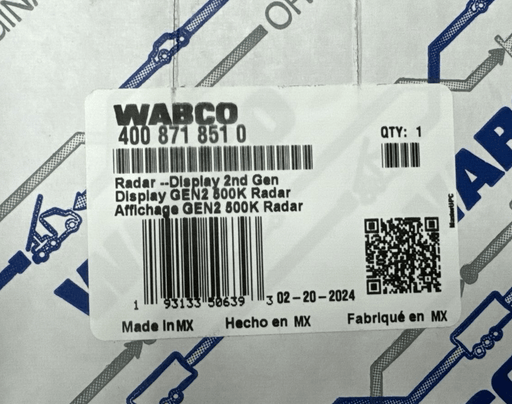 WABCO
400 871 851 0
QTY: 1
Radar --Display 2nd Gen
Display GEN2 500K Radar
Affichage GEN2 500K Radar
MasterUPC
1 93133 50639 3 02-20-2024
Made in MX Hecho en MX Fabriqué en MX